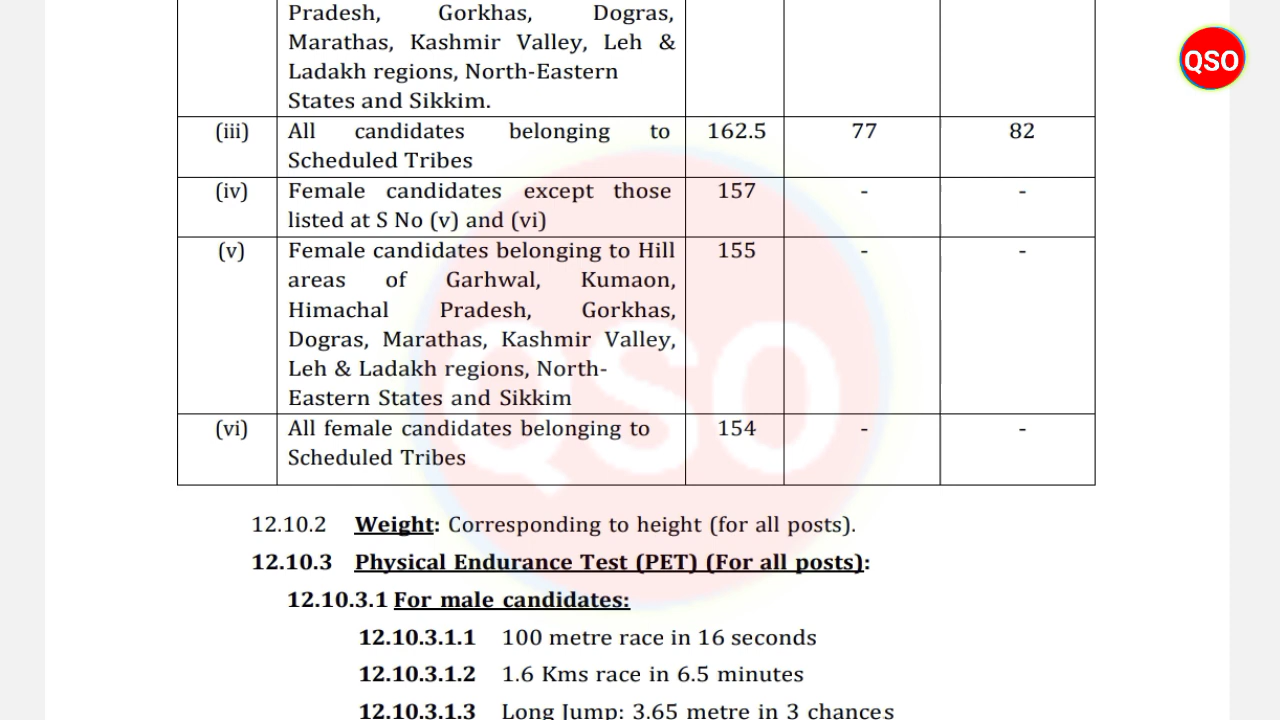 Pradesh, Gorkhas, Dogras,
Marathas, Kashmir Valley, Leh &
Ladakh regions, North-Eastern
States and Sikkim.
(iii) All candidates belonging to 162.5 77 82
Scheduled Tribes
(iv) Female candidates except those 157 - -
listed at S No (v) and (vi)
(v) Female candidates belonging to Hill 155 - -
areas of Garhwal, Kumaon,
Himachal Pradesh, Gorkhas,
Dogras, Marathas, Kashmir Valley,
Leh & Ladakh regions, North-
Eastern States and Sikkim
(vi) All female candidates belonging to 154 - -
Scheduled Tribes
12.10.2 Weight: Corresponding to height (for all posts).
12.10.3 Physical Endurance Test (PET) (For all posts):
12.10.3.1 For male candidates:
12.10.3.1.1 100 metre race in 16 seconds
12.10.3.1.2 1.6 Kms race in 6.5 minutes
12.10.3.1.3 Long Jump: 3.65 metre in 3 chances
QSO
QSO